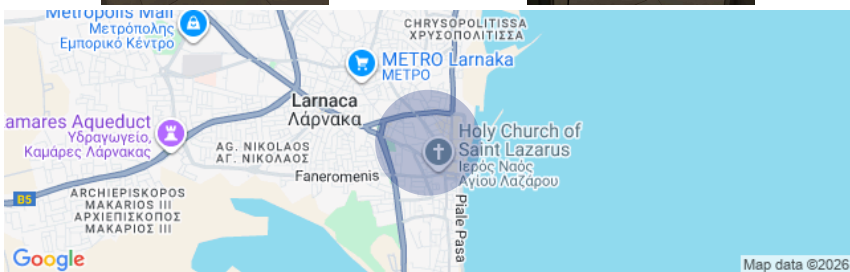 Metropolis Mall
Μετρόπολης
Εμπορικό Κέντρο
CHRYSOPOLITISSA
ΧΡΥΣΟΠΟΛΙΤΙΣΣΑ
METRO Larnaka
ΜΕΤΡΟ
Larnaca
Λάρνακα
amares Aqueduct
Υδραγωγείο,
Καμάρες Λάρνακας
AG. NIKOLAOS
ΑΓ. ΝΙΚΟΛΑΟΣ
Holy Church of
Saint Lazarus
Ιερός Ναός
Αγίου Λαζάρου
Faneromenis
B5
ARCHIEPISKOPOS
MAKARIOS III
ΑΡΧΙΕΠΙΣΚΟΠΟΣ
ΜΑΚΑΡΙΟΣ ΙΙΙ
Piale Pasa
Google
Map data ©2026